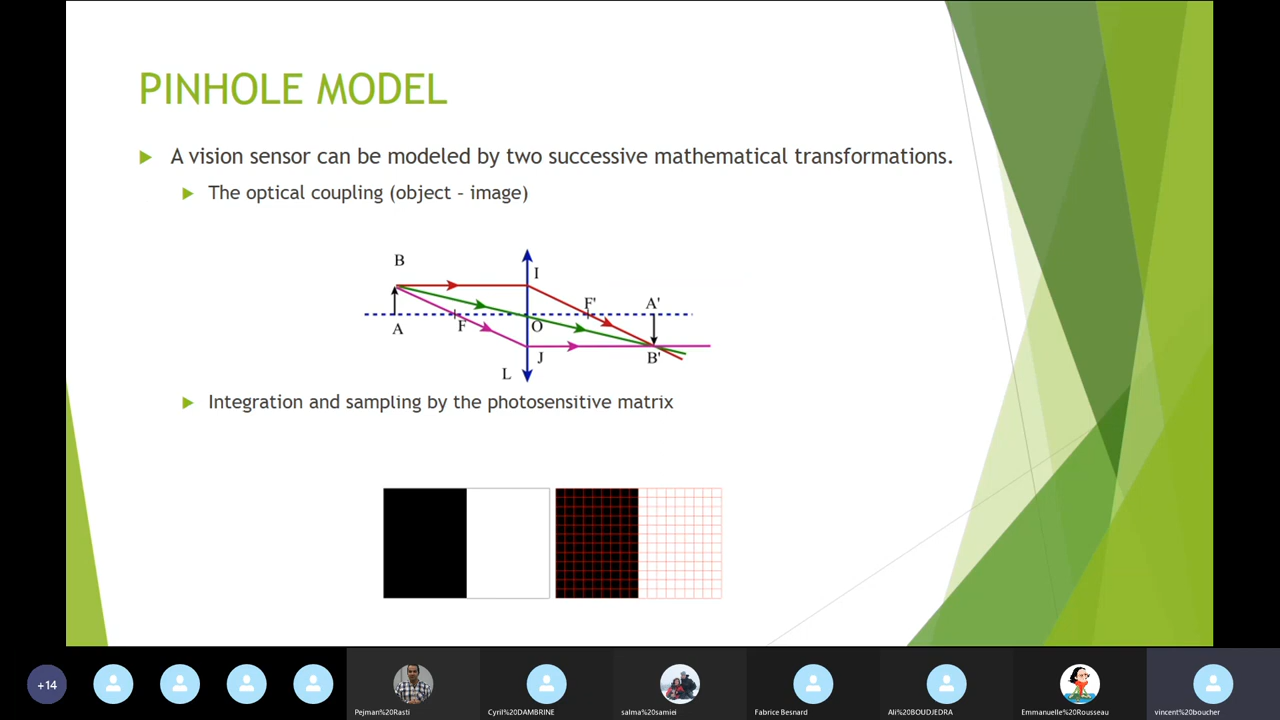 PINHOLE MODEL
A vision sensor can be modeled by two successive mathematical transformations.
The optical coupling (object - image)
B
I
F'
A'
A
F
O
J
B'
L
Integration and sampling by the photosensitive matrix
+14
Pejman%20Rasti
Cyril%20DAMBRINE
salma%20samiei
Fabrice Besnard
Ali%20BOUDJEDRA
Emmanuelle%20Rousseau
vincent%20boucher